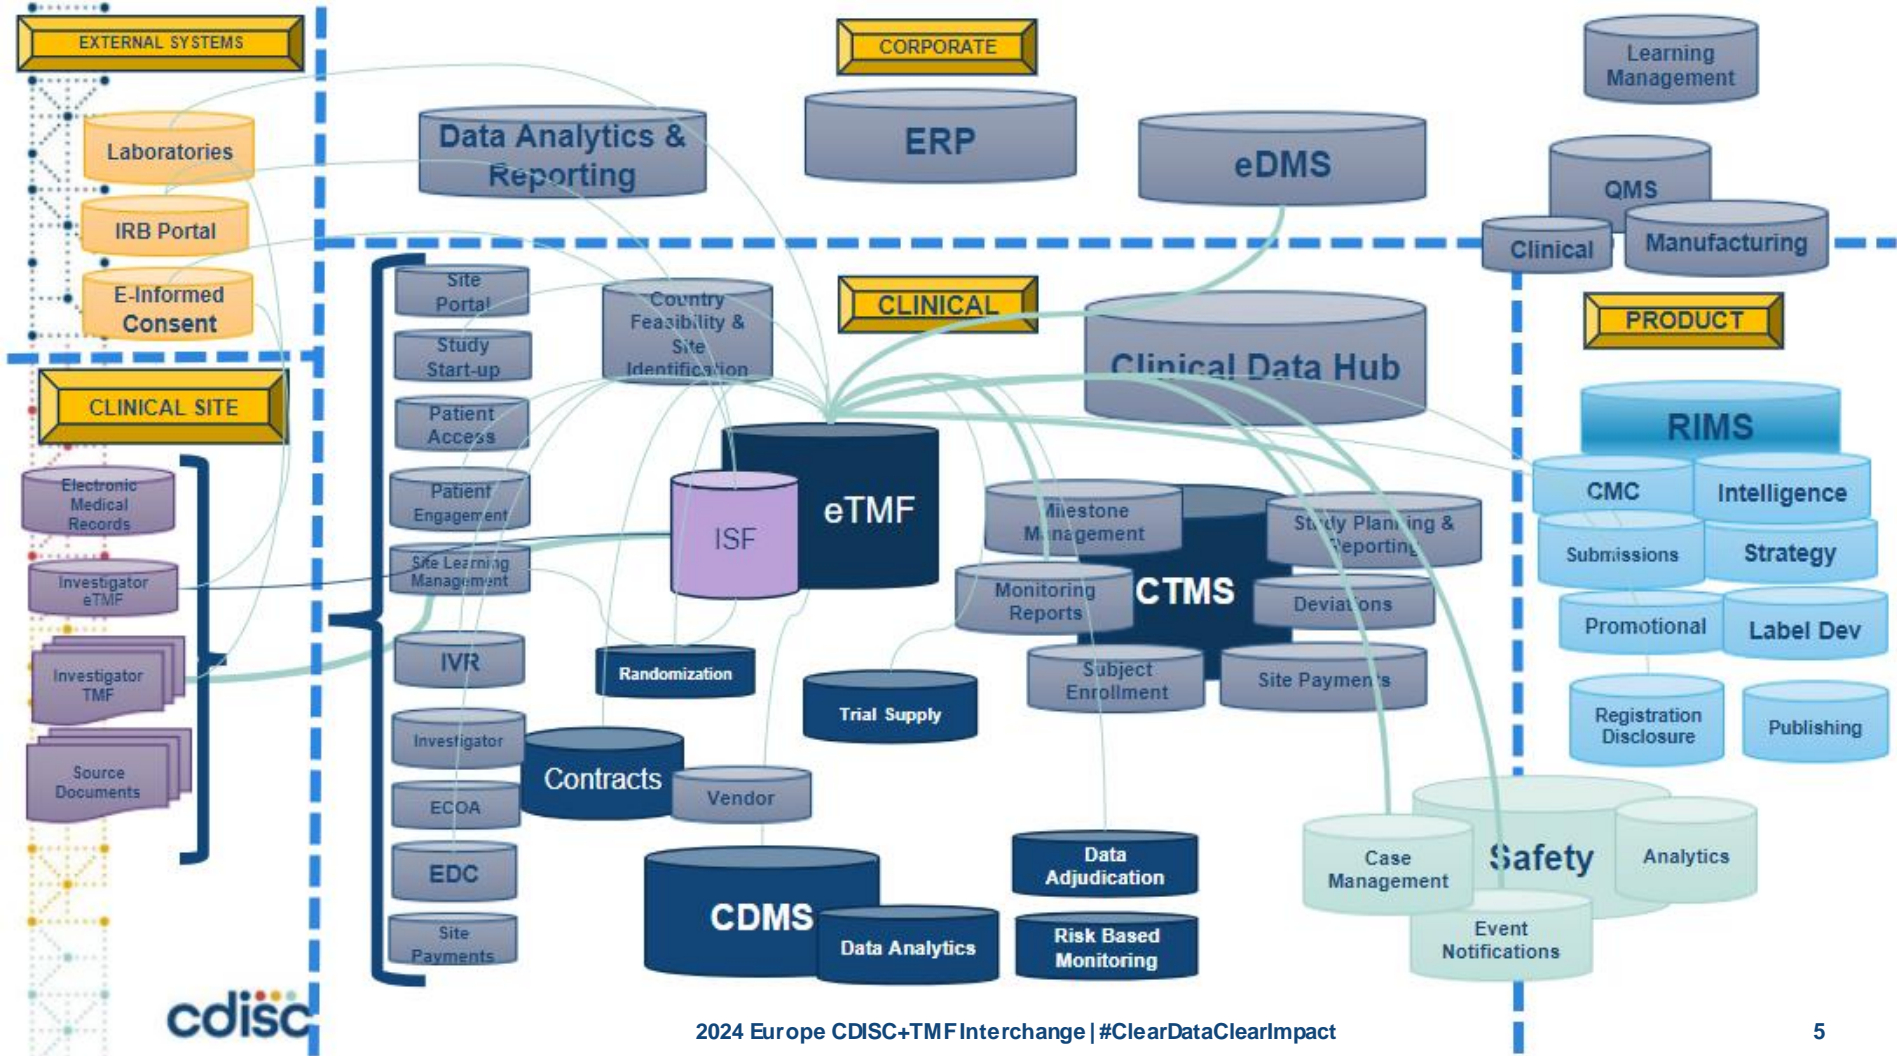 EXTERNAL SYSTEMS
Laboratories
IRB Portal
E-Informed
Consent
CLINICAL SITE
Electronic
Medical
Records
Investigator
eTMF
Investigator
TMF
Source
Documents
CORPORATE
Data Analytics &
Reporting
ERP
eDMS
Learning
Management
QMS
Clinical
Manufacturing
CLINICAL
Site
Portal
Study
Start-up
Patient
Access
Patient
Engagement
Site Learning
Management
IVR
Investigator
ECOA
EDC
Site
Payments
Country
Feasibility &
Site
Identification
Clinical Data Hub
eTMF
ISF
Randomization
Contracts
Vendor
Trial Supply
CDMS
Data Analytics
Milestone
Management
Monitoring
Reports
CTMS
Study Planning &
Reporting
Deviations
Subject
Enrollment
Site Payments
Data
Adjudication
Risk Based
Monitoring
PRODUCT
RIMS
CMC
Intelligence
Submissions
Strategy
Promotional
Label Dev
Registration
Disclosure
Publishing
Safety
Case
Management
Analytics
Event
Notifications
cdisc
2024 Europe CDISC+TMF Interchange | #ClearDataClearImpact
5